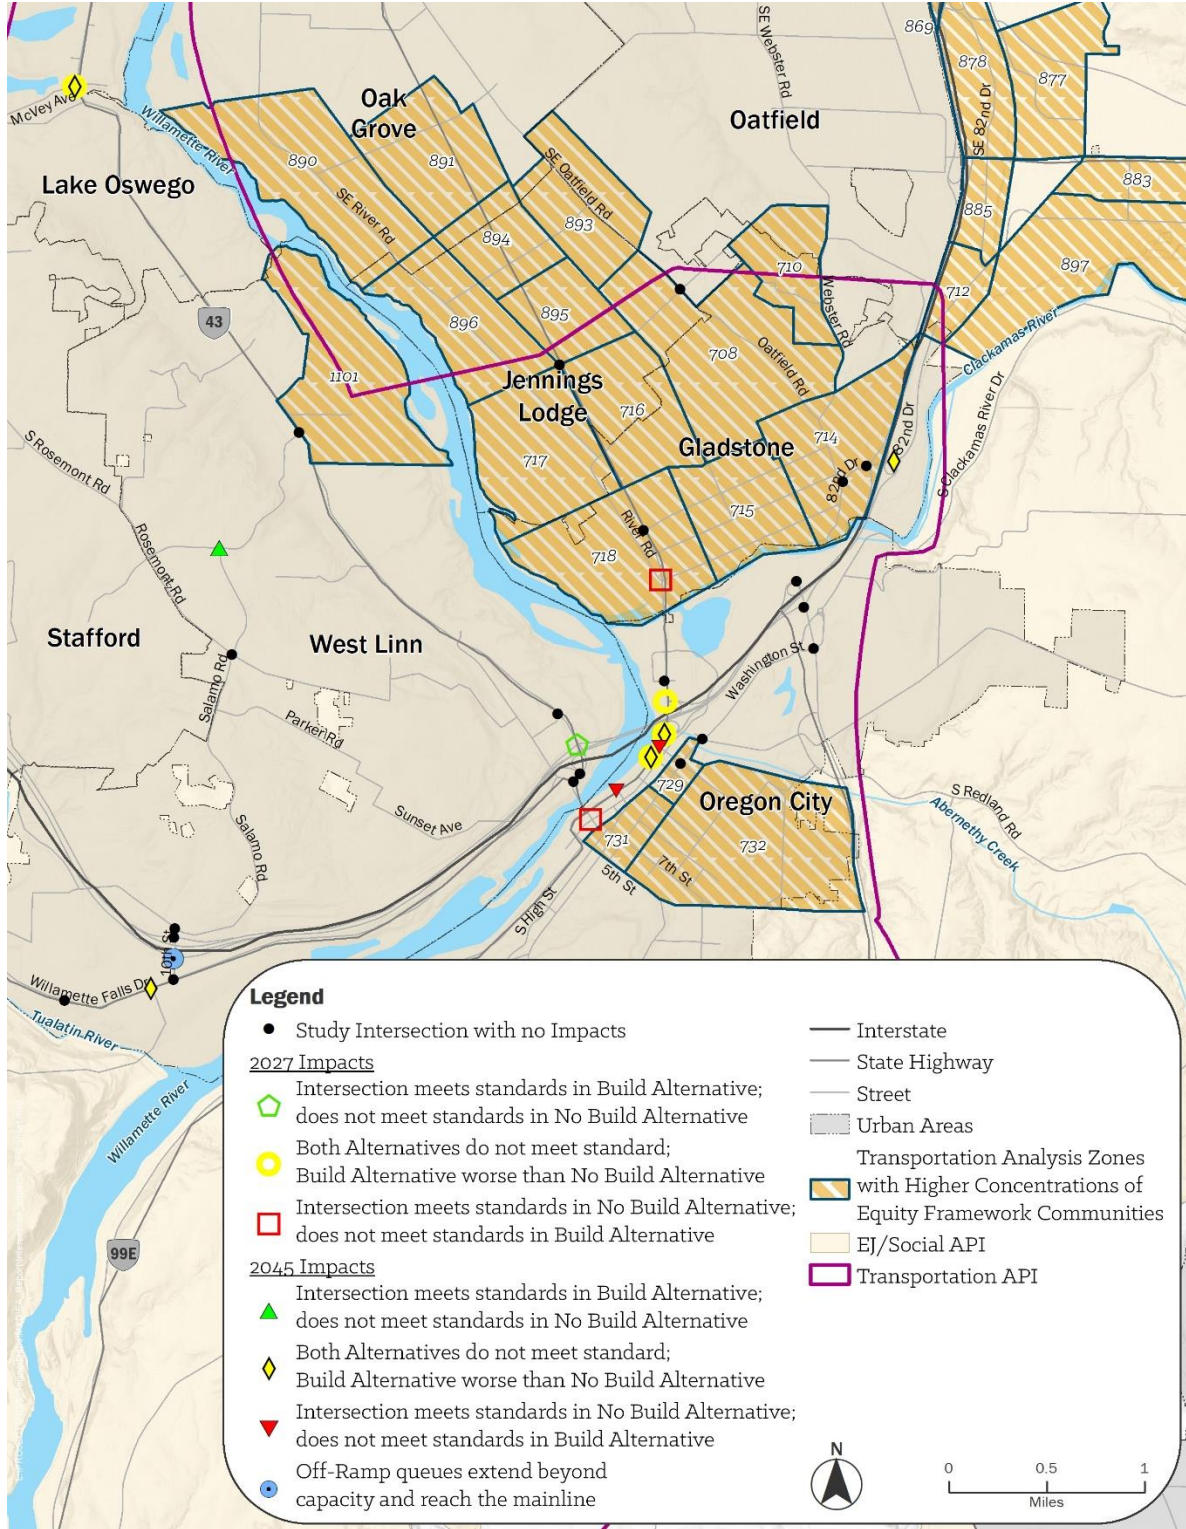 869
SE Webster Rd
878
877
SE 82nd Dr
McVey Ave
Oak
Grove
Oatfield
Willamette River
890
891
SE Oatfield Rd
883
Lake Oswego
SE River Rd
893
885
894
897
710
712
43
896
895
Webster Rd
Clackamas River
1101
708
Oatfield Rd
Jennings
Lodge
716
S Clackamas River Dr
714
82nd Dr
Gladstone
S Rosemont Rd
717
82nd Dr
715
River Rd
718
Rosemont Rd
Stafford
West Linn
Washington St
Salamo Rd
Parker Rd
729
Oregon City
S Redland Rd
Sunset Ave
Abernethy Creek
731
732
Salamo Rd
7th St
5th St
S High St
10th St
Willamette Falls Dr
Tualatin River
Willamette River
99E
Legend
Study Intersection with no Impacts
2027 Impacts
Intersection meets standards in Build Alternative;
does not meet standards in No Build Alternative
Both Alternatives do not meet standard;
Build Alternative worse than No Build Alternative
Intersection meets standards in No Build Alternative;
does not meet standards in Build Alternative
2045 Impacts
Intersection meets standards in Build Alternative;
does not meet standards in No Build Alternative
Both Alternatives do not meet standard;
Build Alternative worse than No Build Alternative
Intersection meets standards in No Build Alternative;
does not meet standards in Build Alternative
Off-Ramp queues extend beyond
capacity and reach the mainline
Interstate
State Highway
Street
Urban Areas
Transportation Analysis Zones
with Higher Concentrations of
Equity Framework Communities
EJ/Social API
Transportation API
N
0 0.5 1
Miles